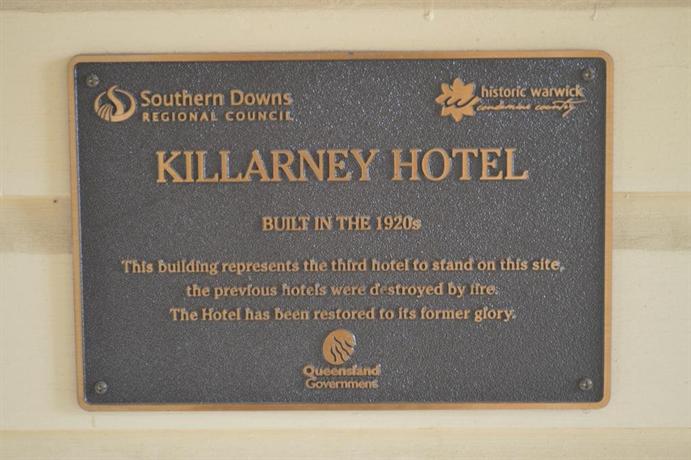 Southern Downs
REGIONAL COUNCIL
historic warwick
condamine country
KILLARNEY HOTEL
BUILT IN THE 1920s
This building represents the third hotel to stand on this site,
the previous hotels were destroyed by fire.
The Hotel has been restored to its former glory.
Queensland
Government